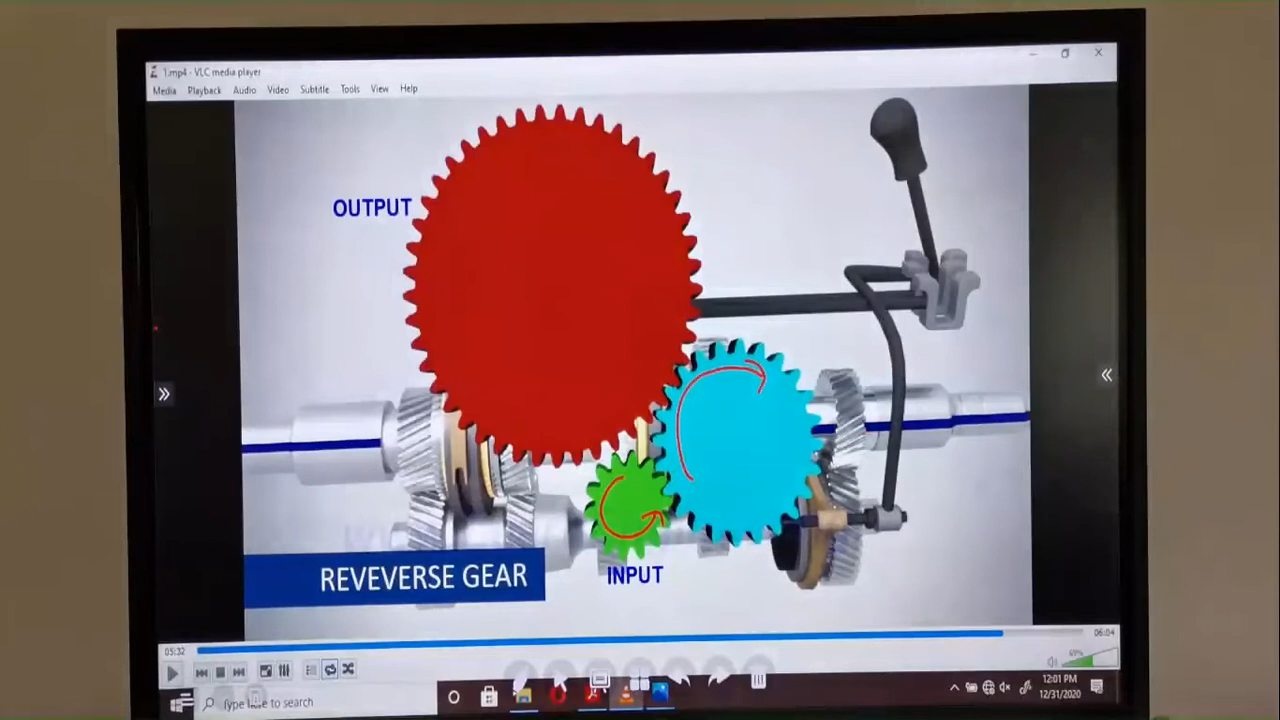 1.mp4 - VLC media player
Media Playback Audio Video Subtitle Tools View Help
OUTPUT
INPUT
REVEVERSE GEAR
05:32
06:04
69%
Type here to search
12:01 PM
12/31/2020